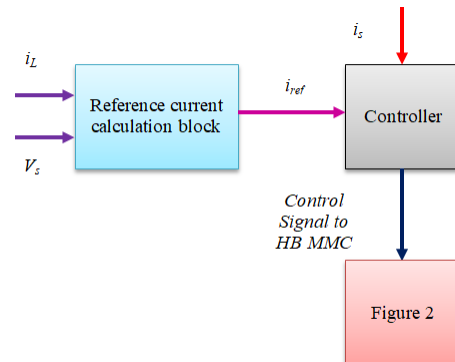 i_s
i_L
Reference current
calculation block
i_ref
Controller
V_s
Control
Signal to
HB MMC
Figure 2